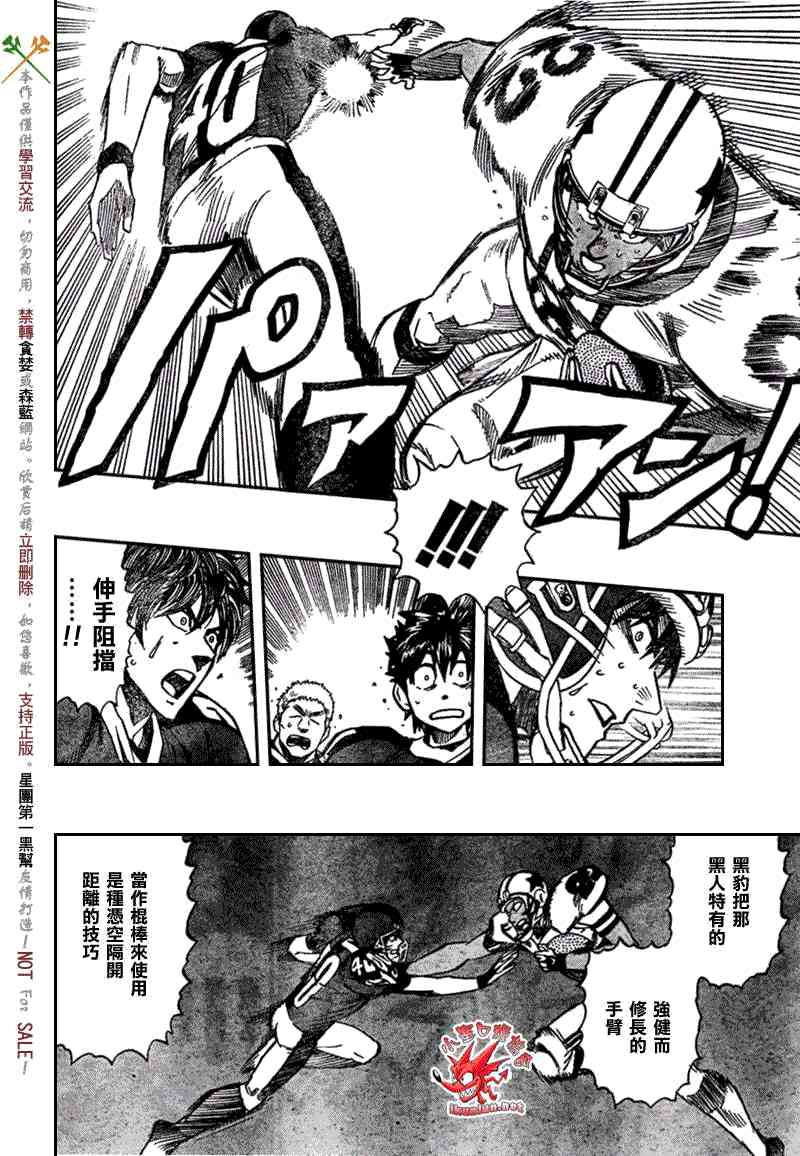 本作品僅供學習交流，切勿商用，禁轉貪婪或森藍網站。欣賞后請立即刪除，如您喜歡，支持正版。星團第一黑幫友情打造！NOT For SALE！
パァアン！
!!!
伸手阻擋
……!!
黑豹把那
黑人特有的
強健而
修長的
手臂
當作棍棒來使用
是種憑空隔開
距離的技巧
40
40